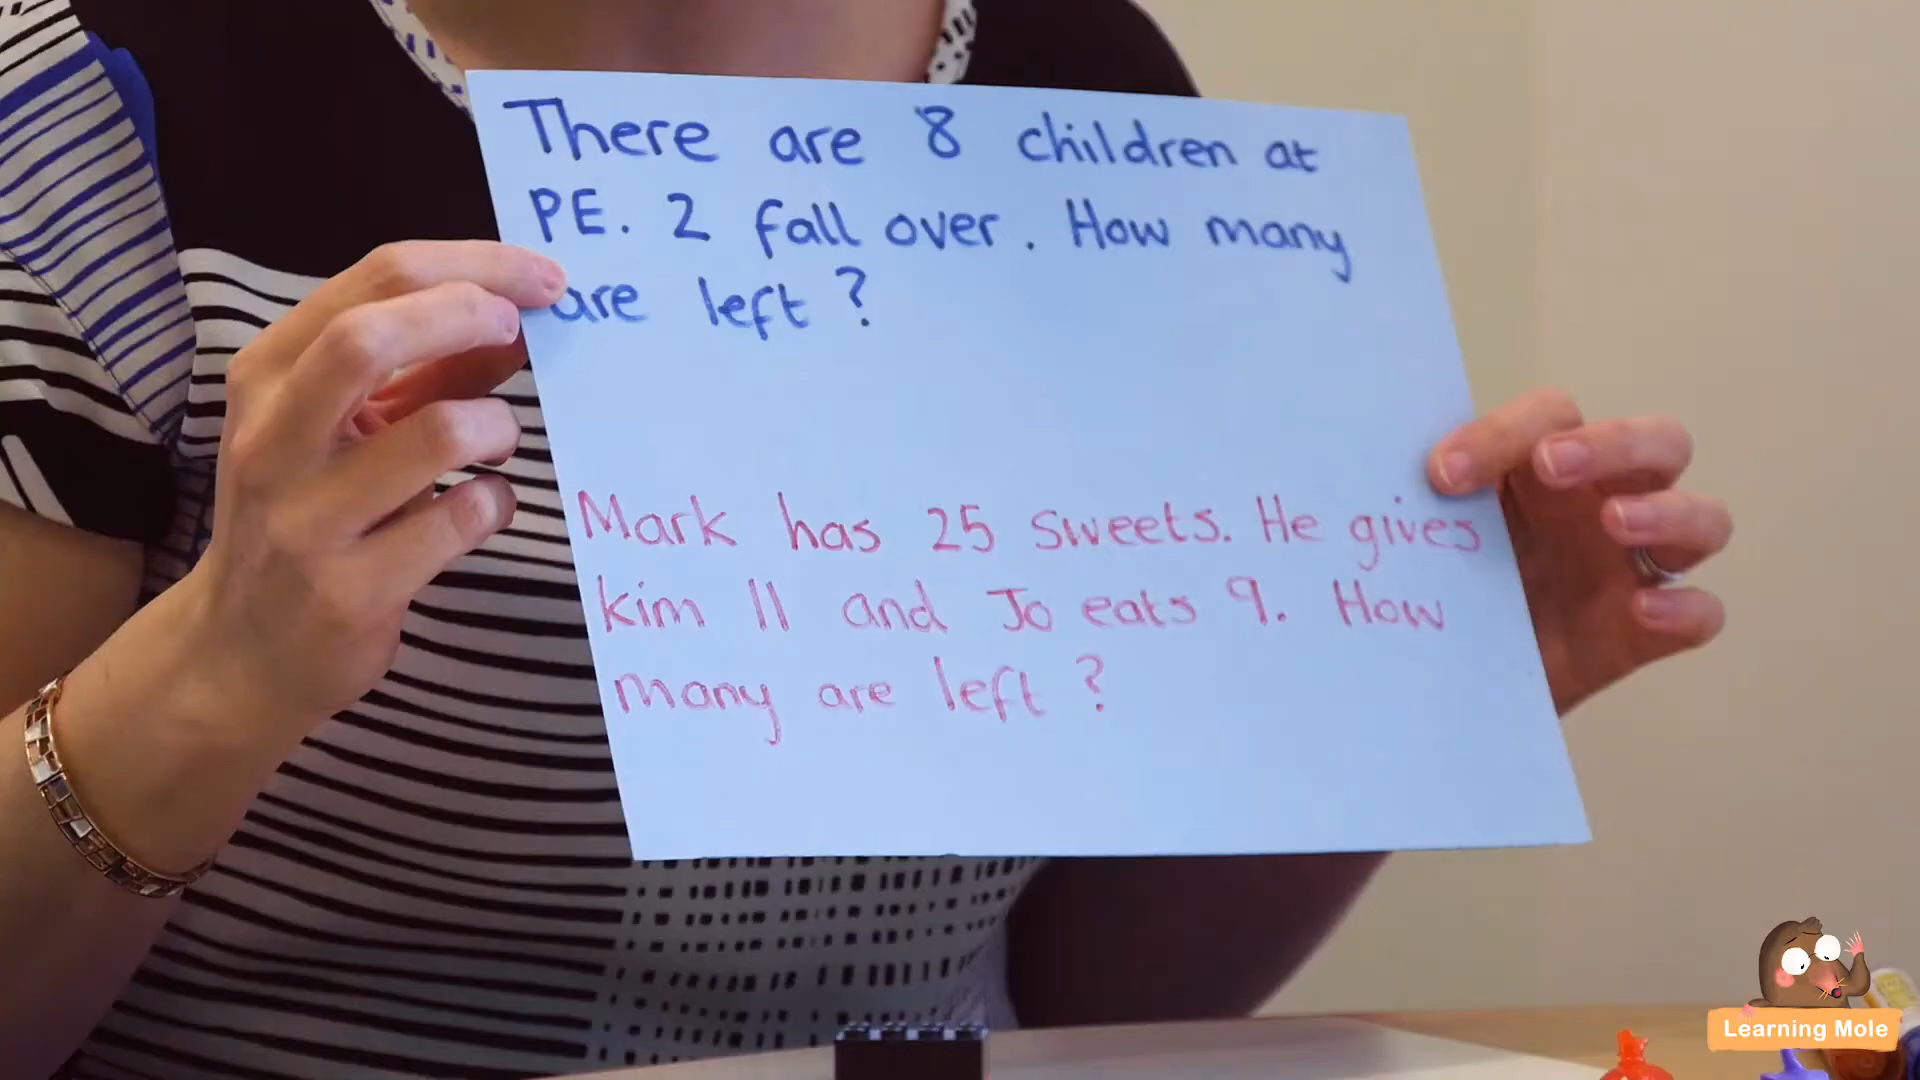 There are 8 children at
PE. 2 fall over. How many
are left?
Mark has 25 sweets. He gives
kim 11 and Jo eats 9. How
many are left?
Learning Mole